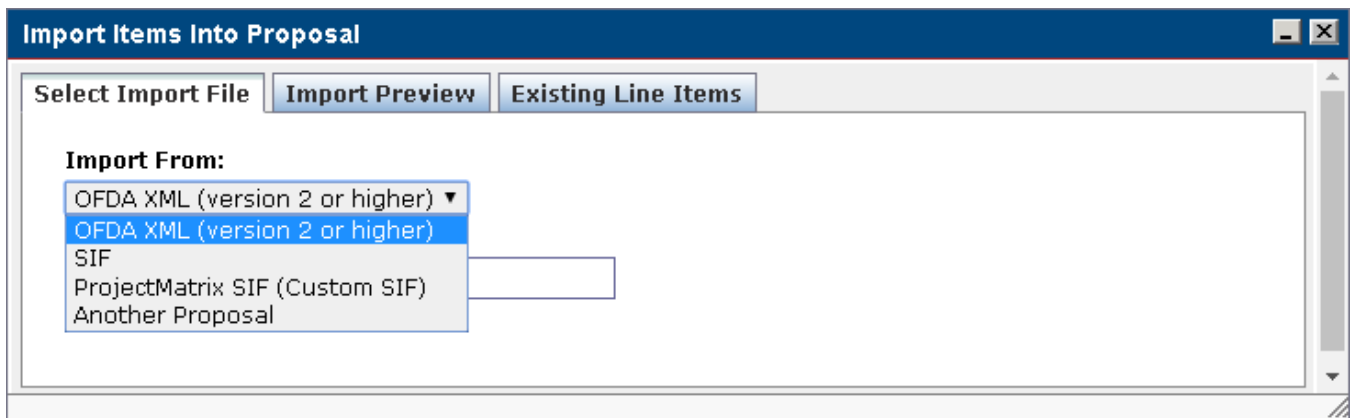 Import Items Into Proposal
Select Import File Import Preview Existing Line Items
Import From:
OFDA XML (version 2 or higher)
OFDA XML (version 2 or higher)
SIF
ProjectMatrix SIF (Custom SIF)
Another Proposal